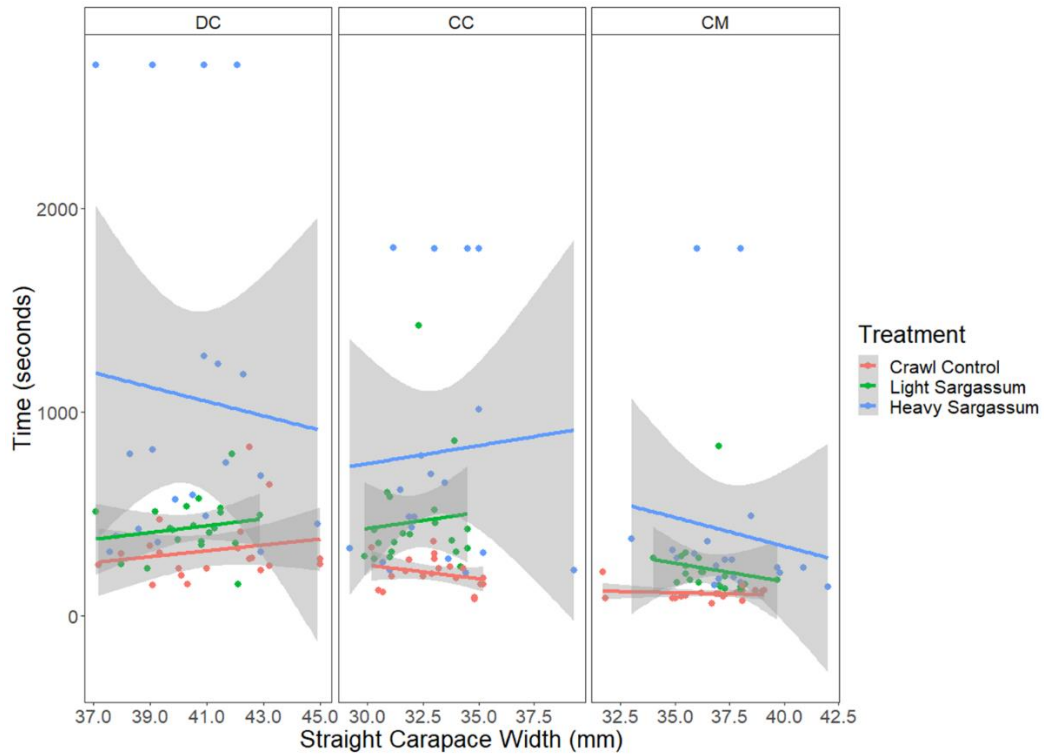 DC CC CM
2000
1000
0
Time (seconds)
37.0 39.0 41.0 43.0 45.0 30.0 32.5 35.0 37.5 32.5 35.0 37.5 40.0 42.5
Straight Carapace Width (mm)
Treatment
Crawl Control
Light Sargassum
Heavy Sargassum